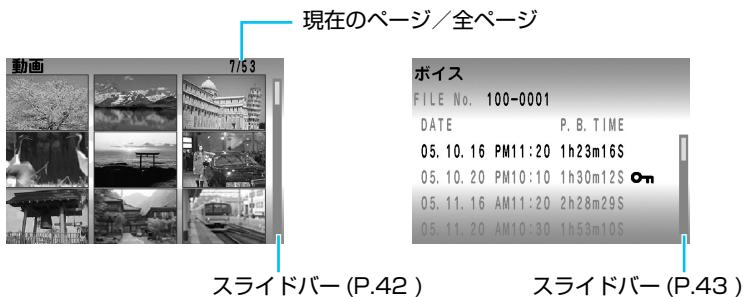 現在のページ／全ページ
動画 7/53
ボイス
FILE No. 100-0001
DATE P.B.TIME
05.10.16 PM11:20 1h23m16S
05.10.20 PM10:10 1h30m12S
05.11.16 AM11:20 2h28m29S
05.11.20 AM10:30 1h53m10S
スライドバー (P.42 )
スライドバー (P.43 )